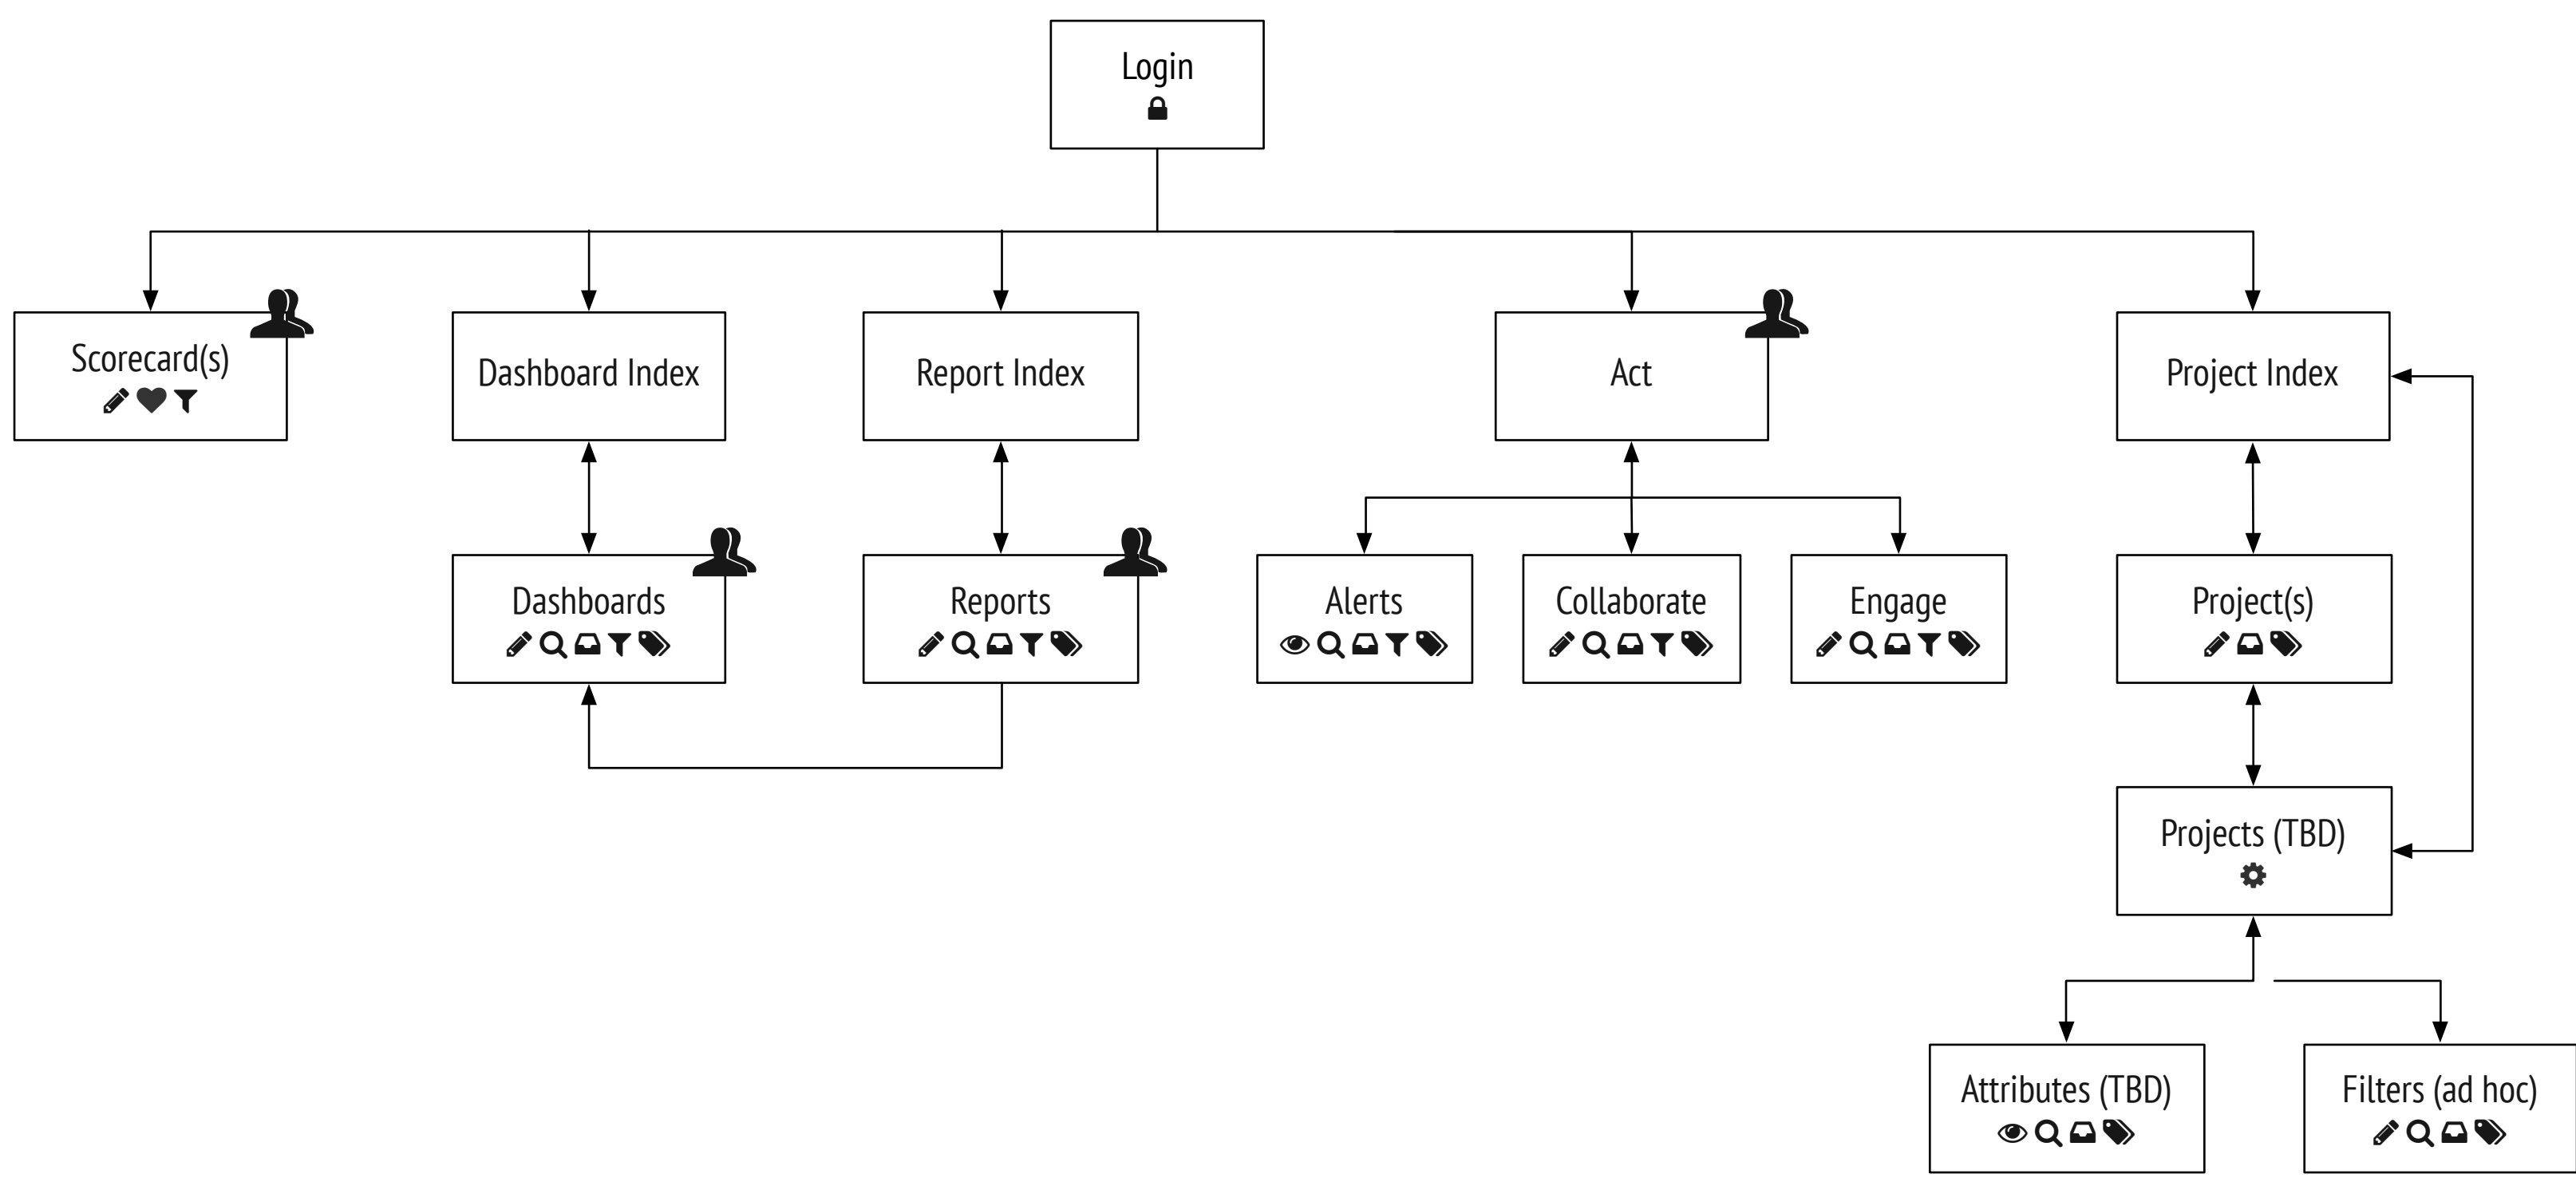 Login
Scorecard(s)
Dashboard Index
Report Index
Act
Project Index
Dashboards
Reports
Alerts
Collaborate
Engage
Project(s)
Projects (TBD)
Attributes (TBD)
Filters (ad hoc)